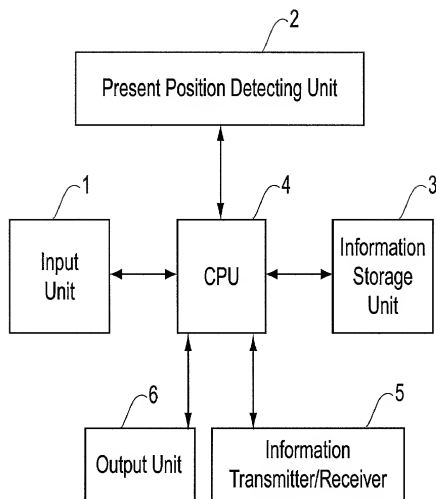 2
Present Position Detecting Unit
1
4
3
Input
Unit
CPU
Information
Storage
Unit
6
5
Output Unit
Information
Transmitter/Receiver